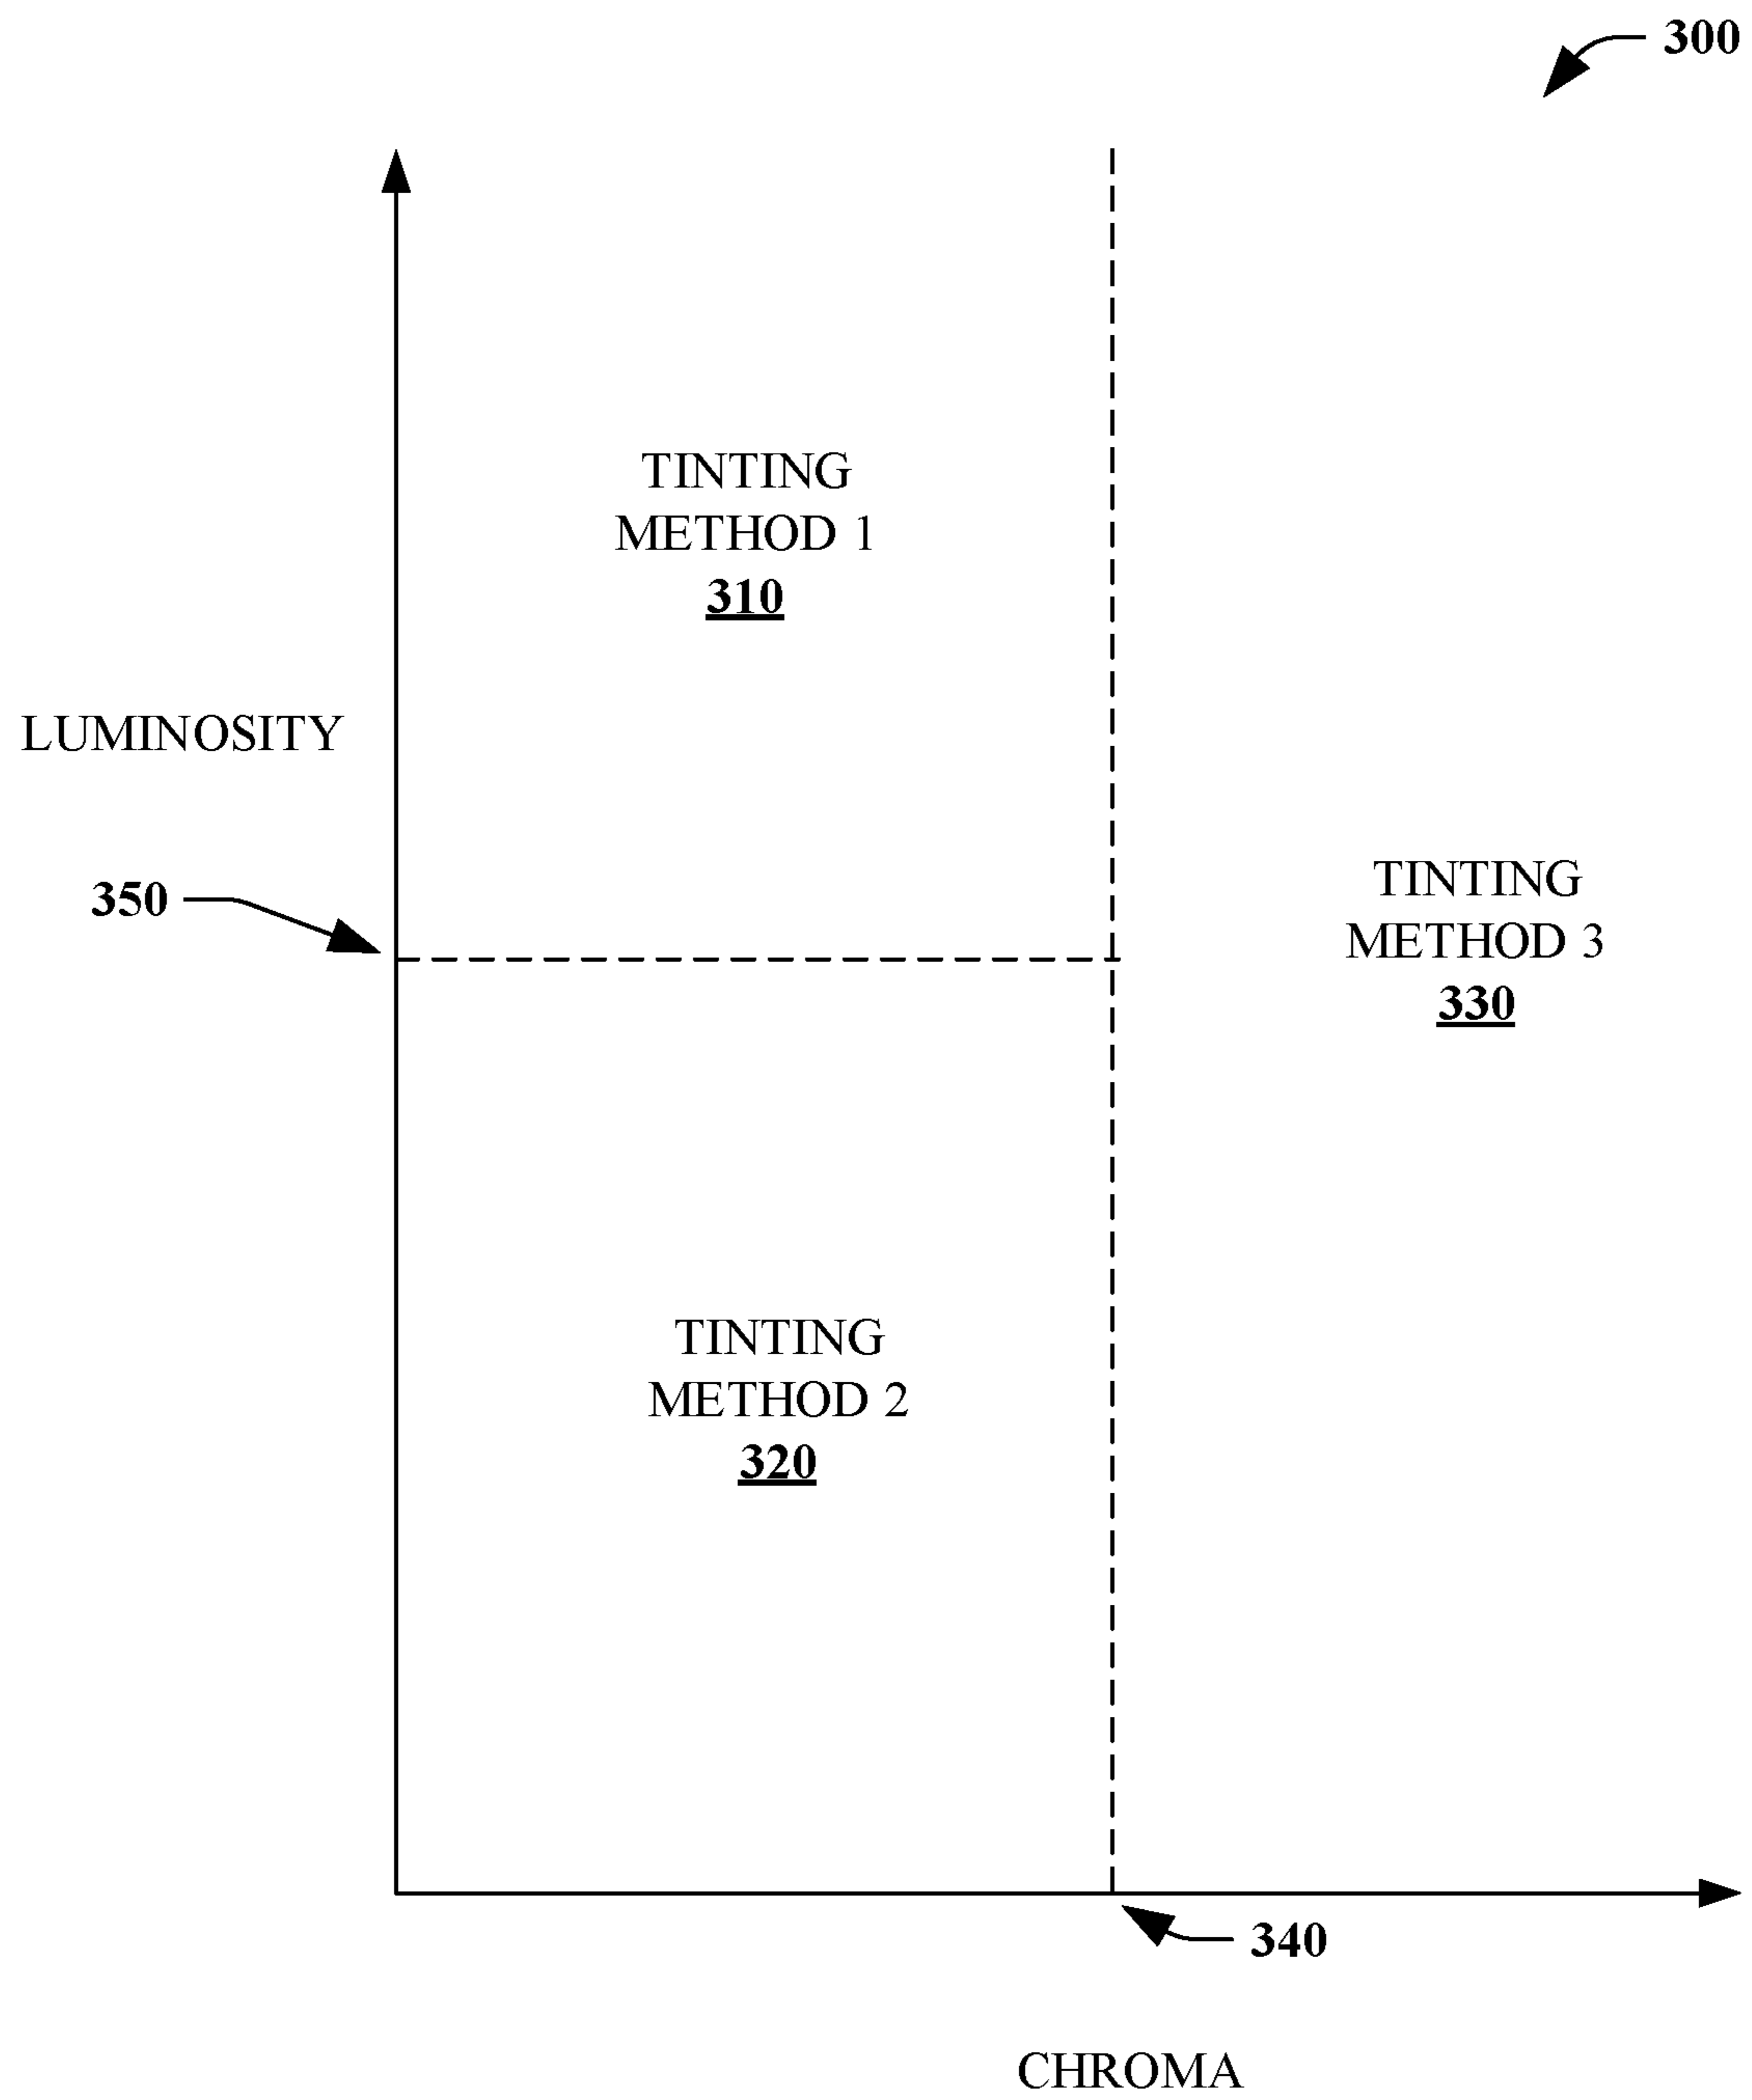 300
TINTING
METHOD 1
310
LUMINOSITY
350
TINTING
METHOD 3
330
TINTING
METHOD 2
320
340
CHROMA